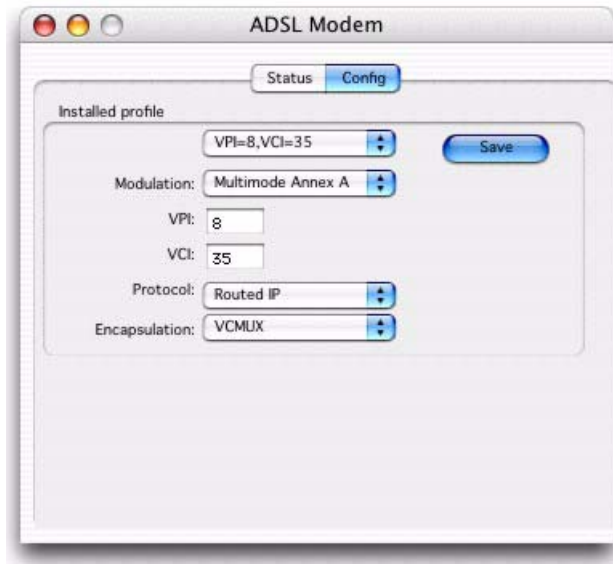 ADSL Modem
Status Config
Installed profile
VPI=8,VCI=35 Save
Modulation: Multimode Annex A
VPI: 8
VCI: 35
Protocol: Routed IP
Encapsulation: VCMUX